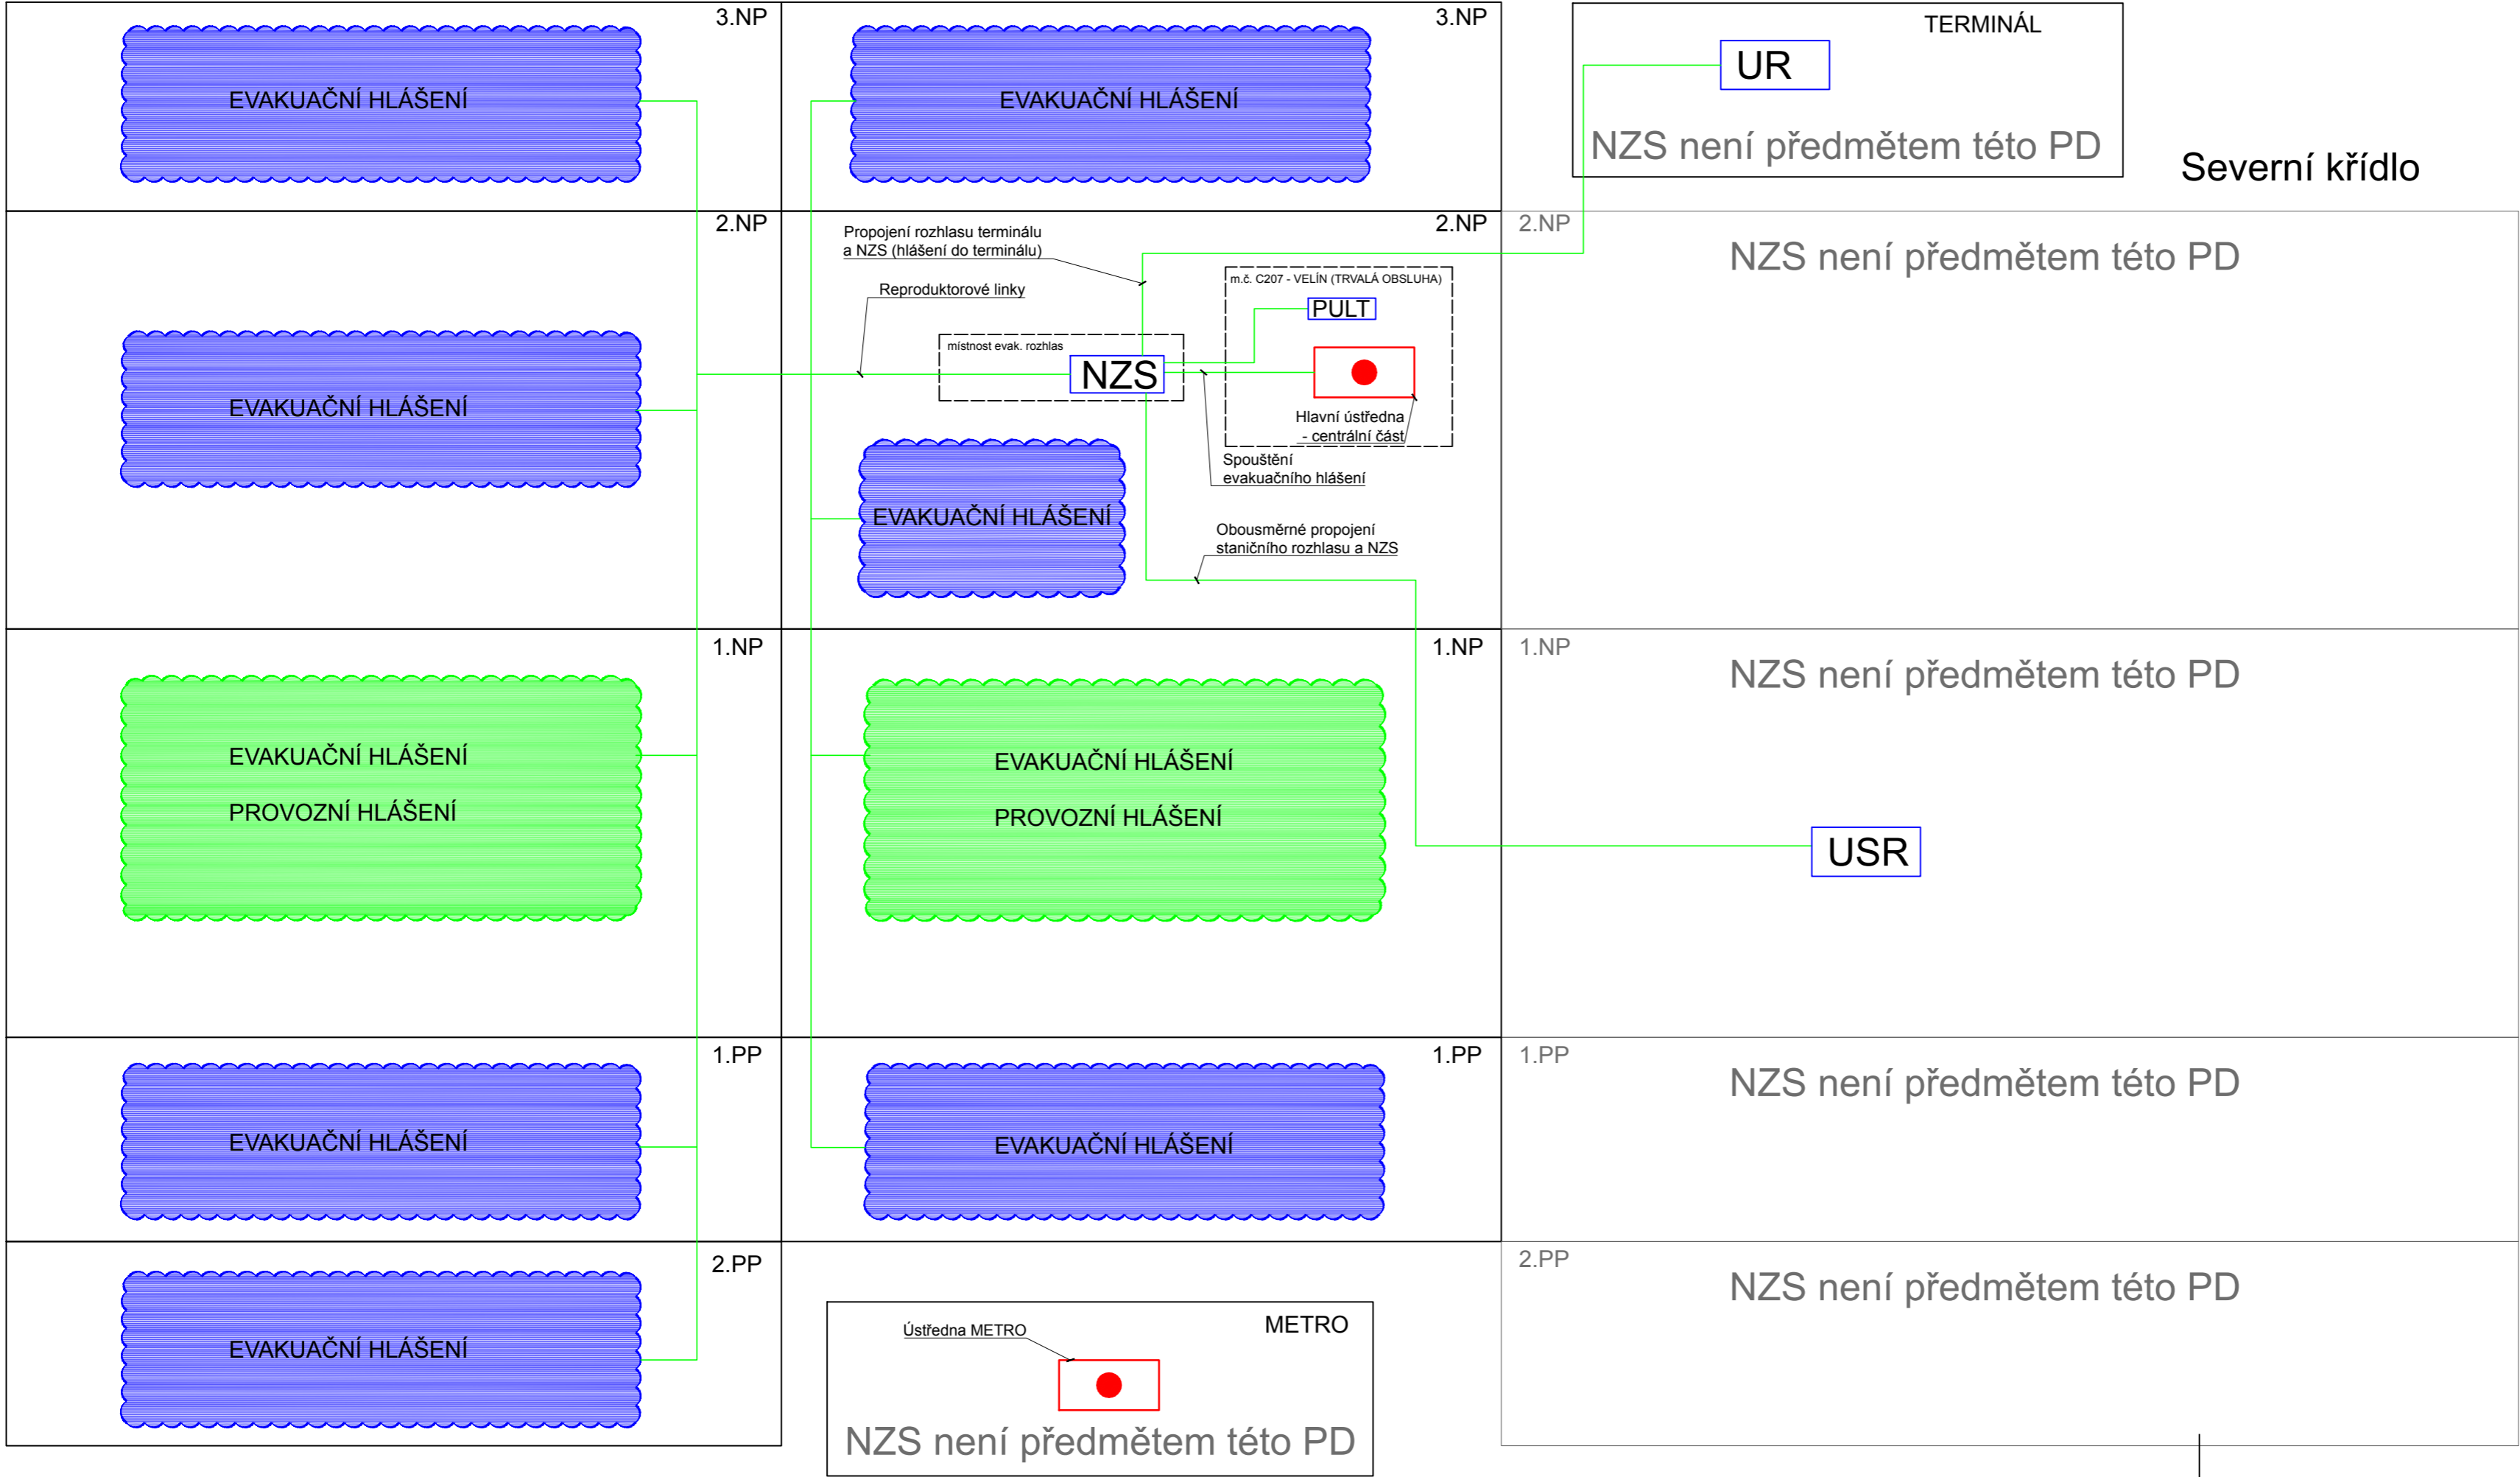 3.NP
3.NP
TERMINÁL
UR
EVAKUAČNÍ HLÁŠENÍ
EVAKUAČNÍ HLÁŠENÍ
NZS není předmětem této PD
Severní křídlo
2.NP
2.NP
2.NP
Propojení rozhlasu terminálu
a NZS (hlášení do terminálu)
NZS není předmětem této PD
m.č. C207 - VELÍN (TRVALÁ OBSLUHA)
Reproduktorové linky
PULT
místnost evak. rozhlas
NZS
EVAKUAČNÍ HLÁŠENÍ
Hlavní ústředna
- centrální část
Spouštění
evakuačního hlášení
EVAKUAČNÍ HLÁŠENÍ
Obousměrné propojení
staničního rozhlasu a NZS
1.NP
1.NP
1.NP
NZS není předmětem této PD
EVAKUAČNÍ HLÁŠENÍ
EVAKUAČNÍ HLÁŠENÍ
PROVOZNÍ HLÁŠENÍ
PROVOZNÍ HLÁŠENÍ
USR
1.PP
1.PP
1.PP
NZS není předmětem této PD
EVAKUAČNÍ HLÁŠENÍ
EVAKUAČNÍ HLÁŠENÍ
2.PP
2.PP
NZS není předmětem této PD
Ústředna METRO
METRO
EVAKUAČNÍ HLÁŠENÍ
NZS není předmětem této PD